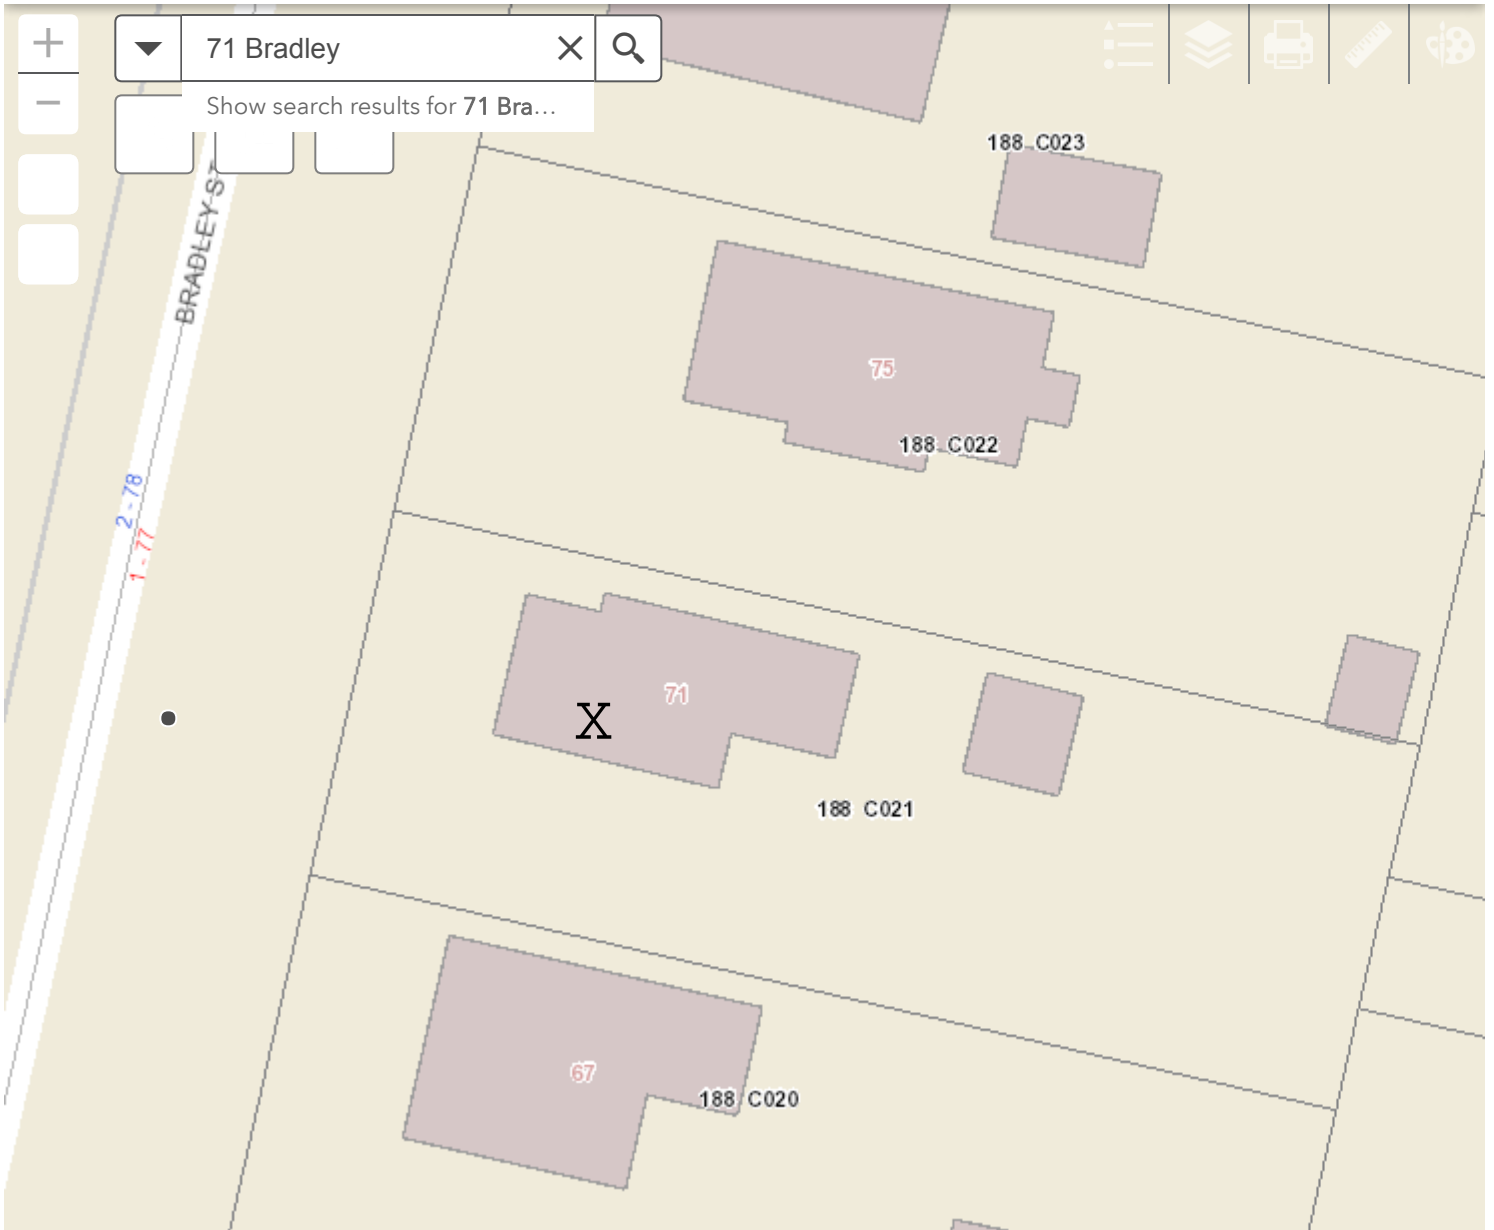 71 Bradley
Show search results for 71 Bra...
188 C023
BRADLEY ST
75
188 C022
2 - 78
1 - 77
71
X
188 C021
67
188 C020